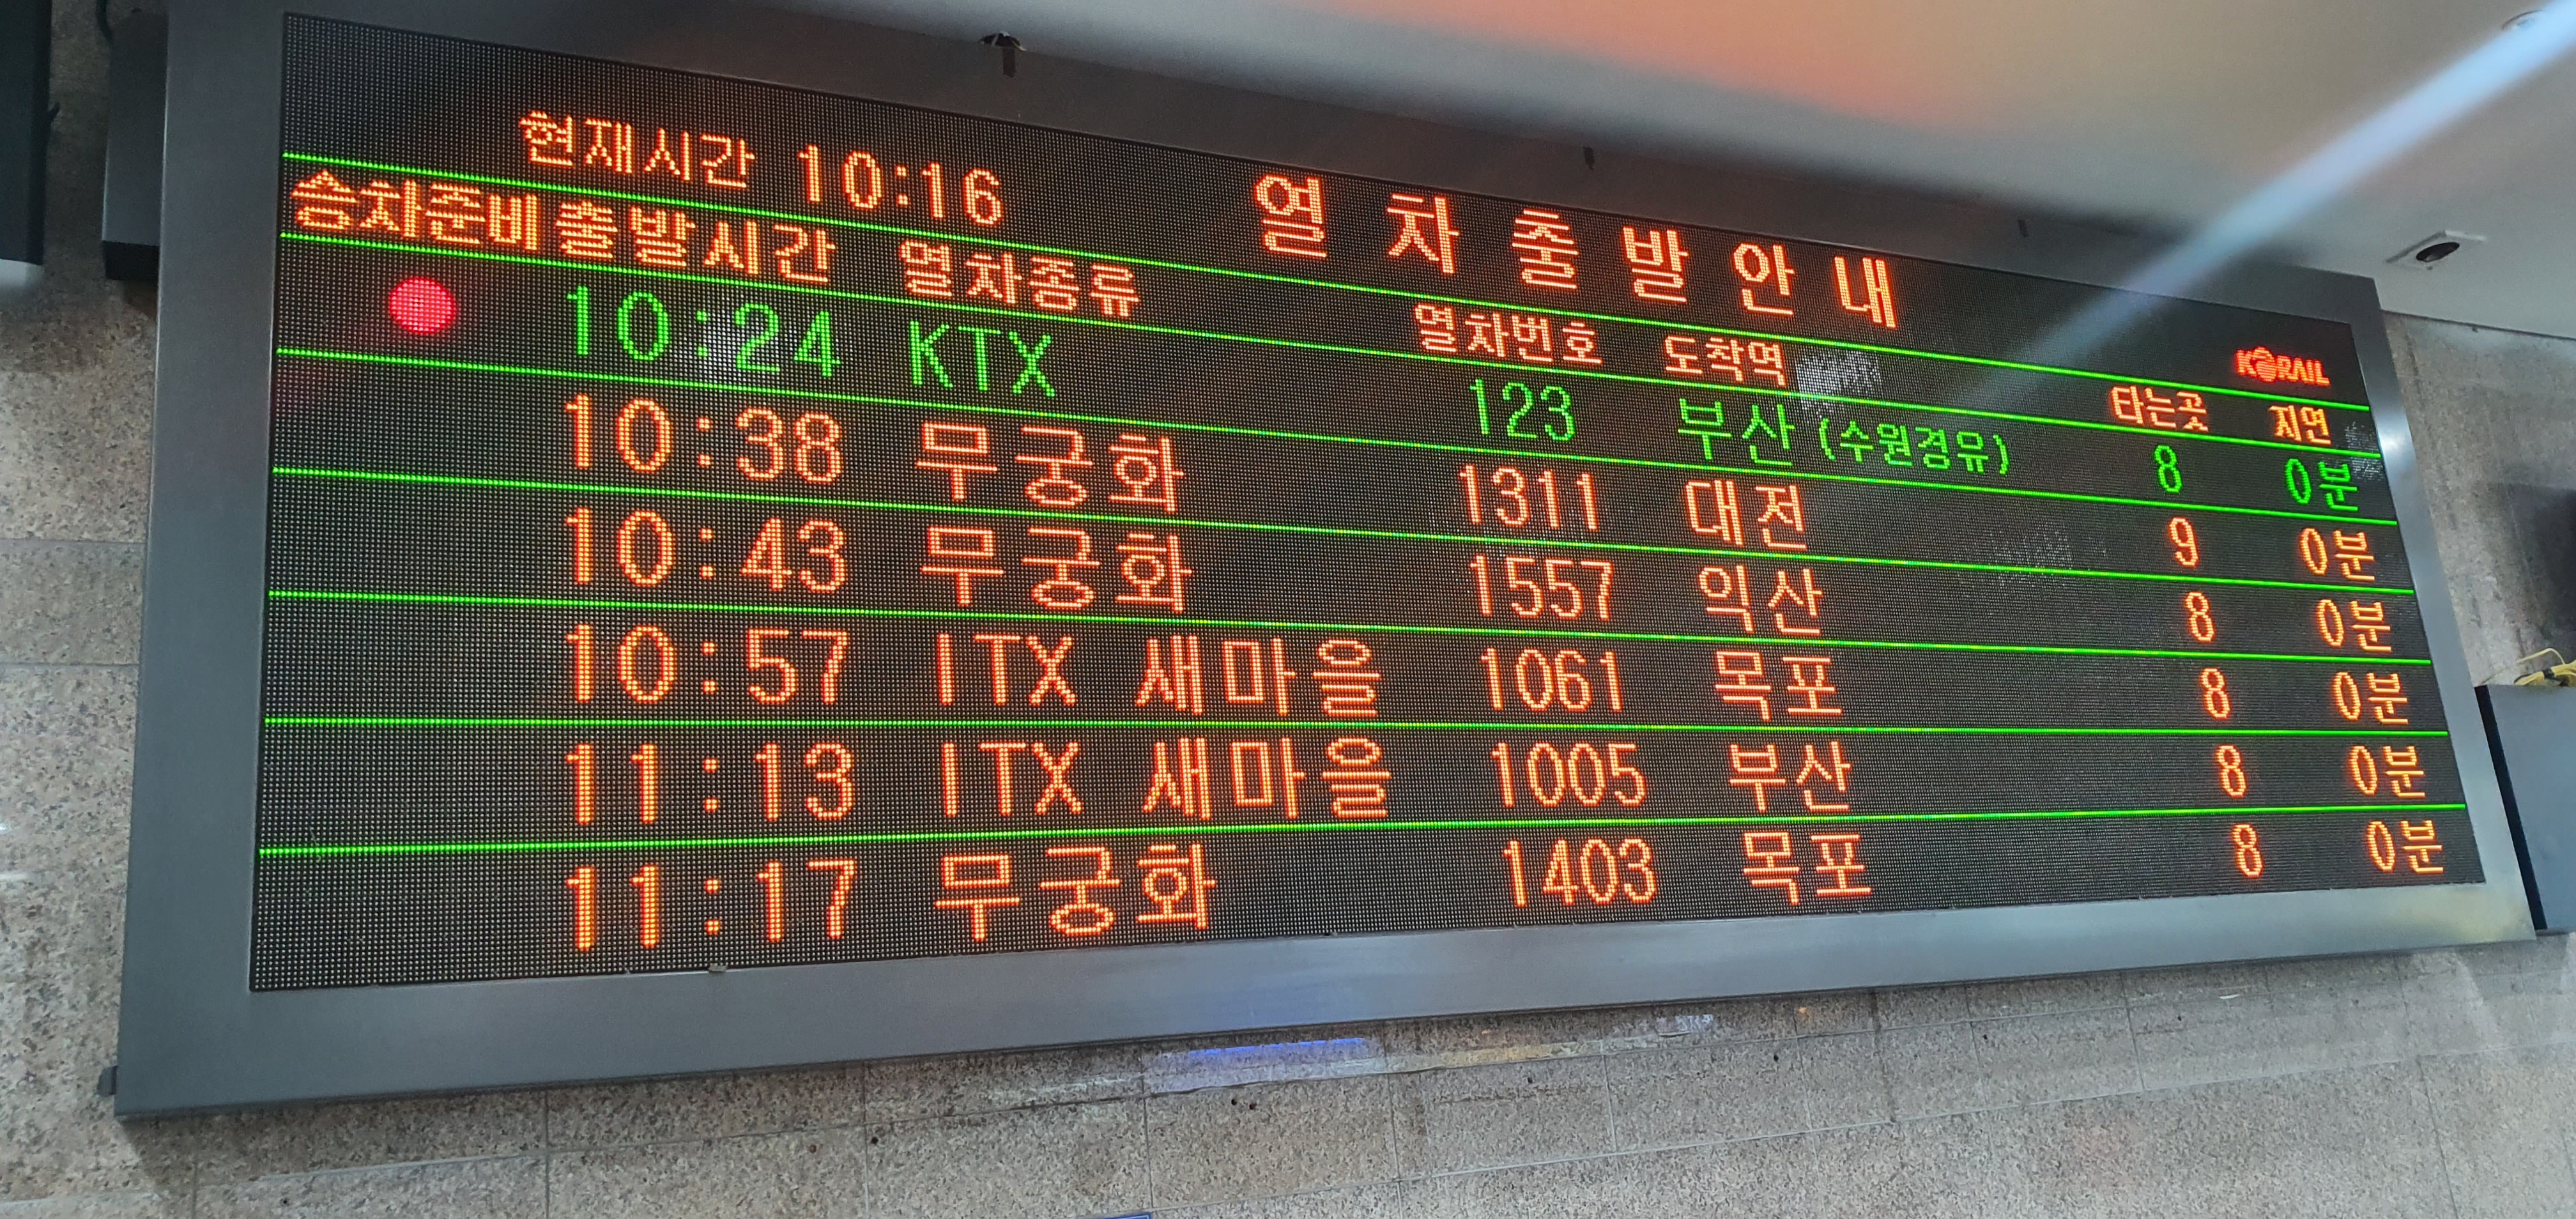 현재시간 10:16 열차출발안내 KORAIL
승차준비 출발시간 열차종류 열차번호 도착역 타는곳 지연
10:24 KTX 123 부산 (수원경유) 8 0분
10:38 무궁화 1311 대전 9 0분
10:43 무궁화 1557 익산 8 0분
10:57 ITX 새마을 1061 목포 8 0분
11:13 ITX 새마을 1005 부산 8 0분
11:17 무궁화 1403 목포 8 0분